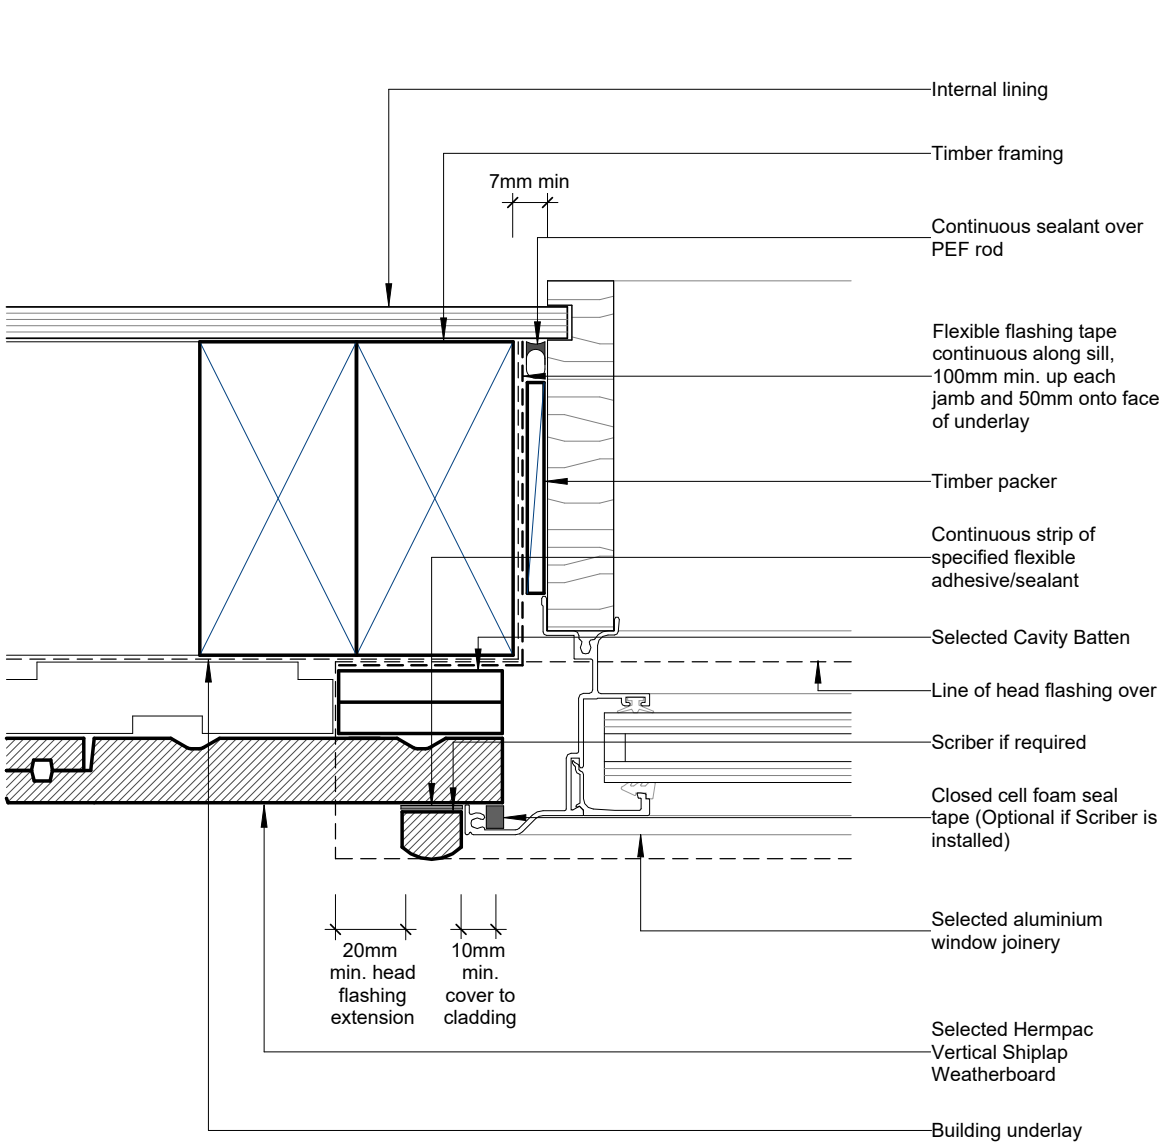 Internal lining
Timber framing
7mm min
Continuous sealant over
PEF rod
Flexible flashing tape
continuous along sill,
100mm min. up each
jamb and 50mm onto face
of underlay
Timber packer
Continuous strip of
specified flexible
adhesive/sealant
Selected Cavity Batten
Line of head flashing over
Scriber if required
Closed cell foam seal
tape (Optional if Scriber is
installed)
Selected aluminium
window joinery
20mm
min. head
flashing
extension
10mm
min.
cover to
cladding
Selected Hermpac
Vertical Shiplap
Weatherboard
Building underlay